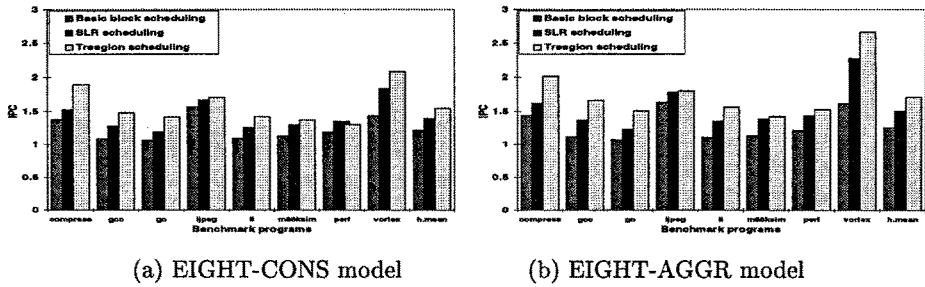 3
Basic block scheduling
SLR scheduling
Treegion scheduling
2.5
2
1.5
1
0.5
0
IPC
compress gcc go ijpeg li m88ksim perl vortex h.mean
Benchmark programs
(a) EIGHT-CONS model
3
Basic block scheduling
SLR scheduling
Treegion scheduling
2.5
2
1.5
1
0.5
0
IPC
compress gcc go ijpeg li m88ksim perl vortex h.mean
Benchmark programs
(b) EIGHT-AGGR model